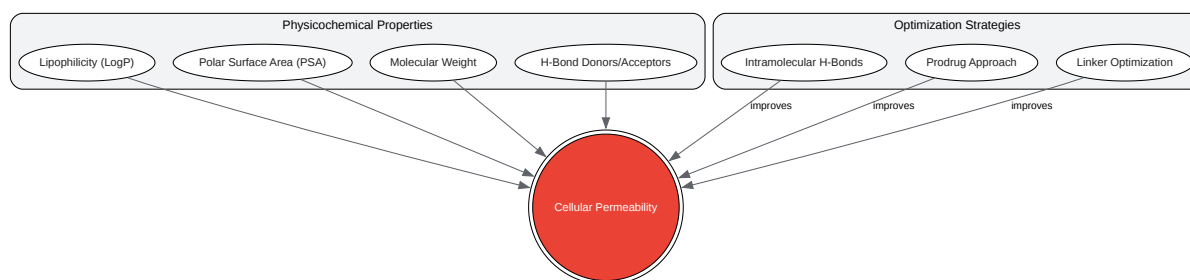 Physicochemical Properties
Optimization Strategies
Lipophilicity (LogP)
Polar Surface Area (PSA)
Molecular Weight
H-Bond Donors/Acceptors
Intramolecular H-Bonds
Prodrug Approach
Linker Optimization
improves
improves
improves
Cellular Permeability